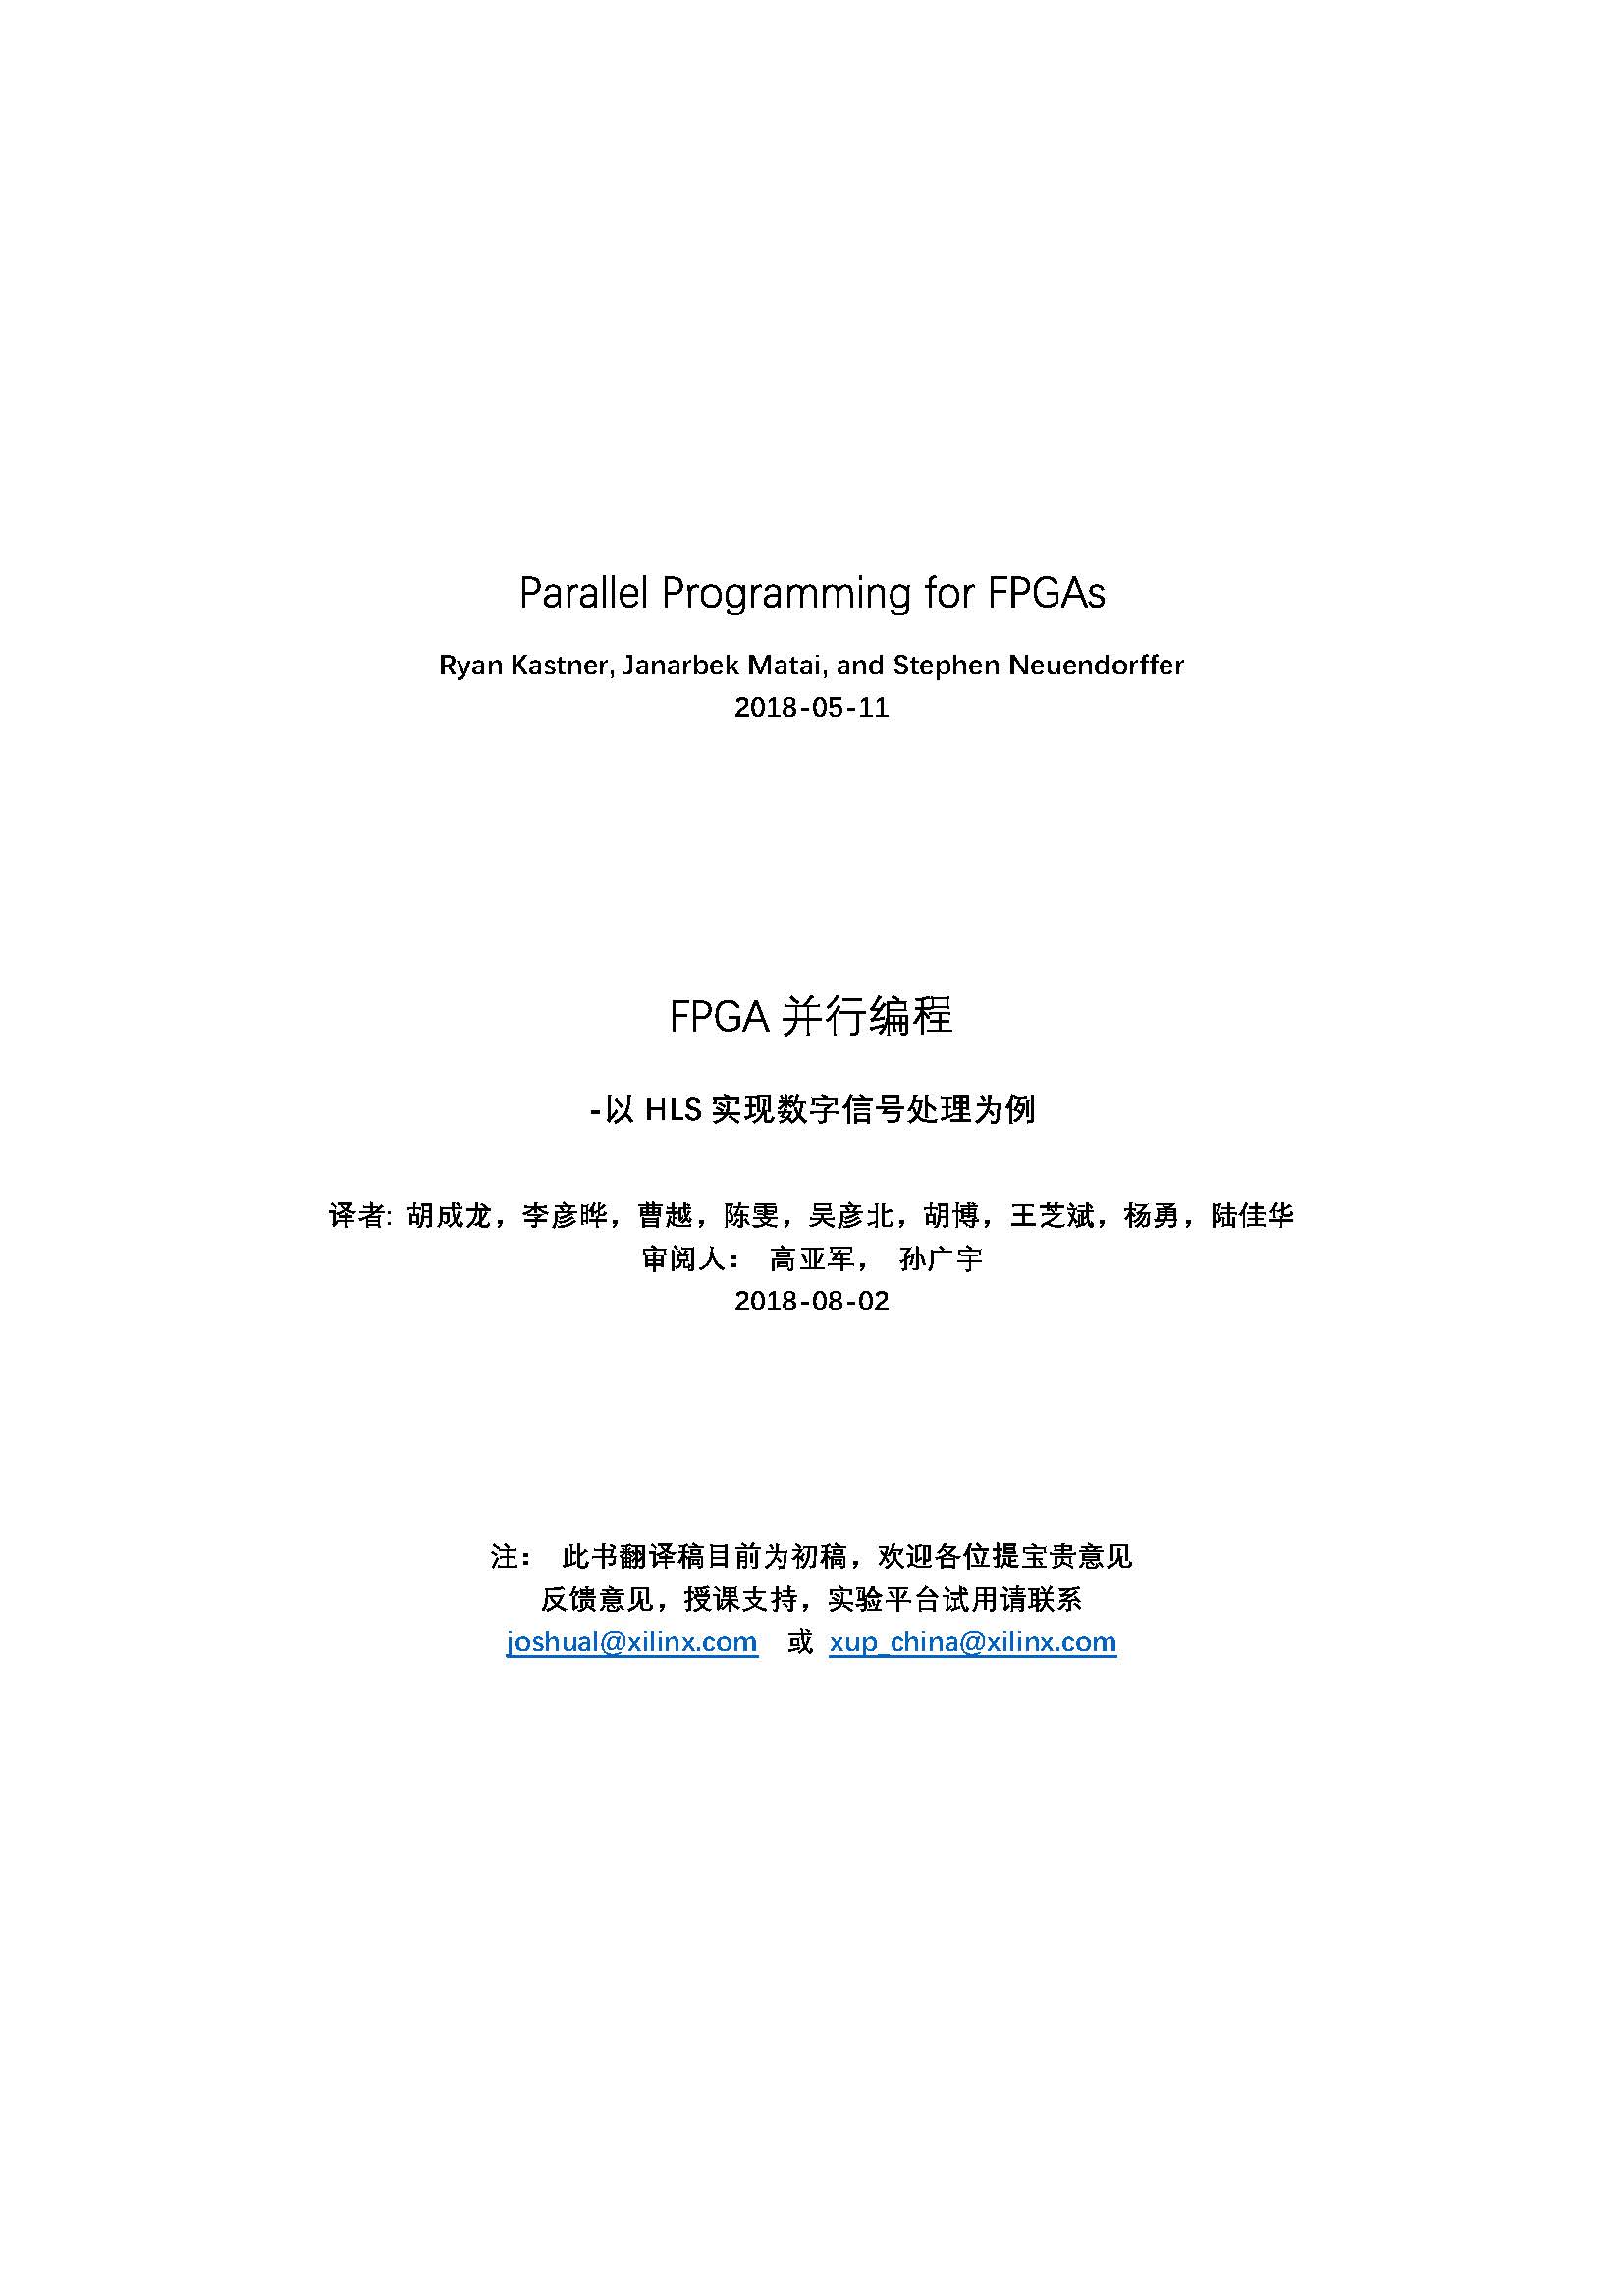 Parallel Programming for FPGAs
Ryan Kastner, Janarbek Matai, and Stephen Neuendorffer
2018-05-11
FPGA 并行编程
-以 HLS 实现数字信号处理为例
译者: 胡成龙，李彦晔，曹越，陈雯，吴彦北，胡博，王芝斌，杨勇，陆佳华
审阅人： 高亚军， 孙广宇
2018-08-02
注： 此书翻译稿目前为初稿，欢迎各位提宝贵意见
反馈意见，授课支持，实验平台试用请联系
joshual@xilinx.com 或 xup_china@xilinx.com